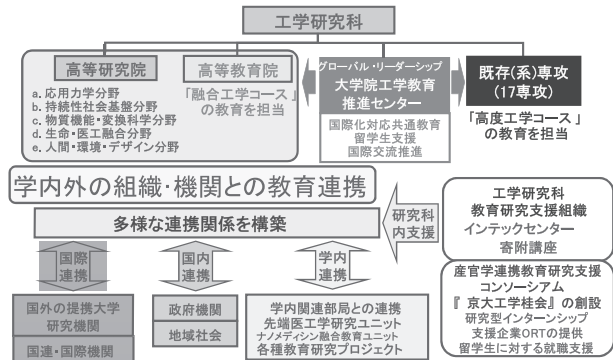 工学研究科
高等研究院
a. 応用力学分野
b. 持続性社会基盤分野
c. 物質機能・変換科学分野
d. 生命・医工融合分野
e. 人間・環境・デザイン分野
高等教育院
「融合工学コース」
の教育を担当
グローバル・リーダーシップ
大学院工学教育
推進センター
国際化対応共通教育
留学生支援
国際交流推進
既存(系)専攻
(17専攻)
「高度工学コース」
の教育を担当
学内外の組織・機関との教育連携
多様な連携関係を構築
研究科
内支援
工学研究科
教育研究支援組織
インテックセンター
寄附講座
国際
連携
国内
連携
学内
連携
国外の提携大学
研究機関
国連・国際機関
政府機関
地域社会
学内関連部局との連携
先端医工学研究ユニット
ナノメディシン融合教育ユニット
各種教育研究プロジェクト
産官学連携教育研究支援
コンソーシアム
『 京大工学桂会』の創設
研究型インターンシップ
支援企業ORTの提供
留学生に対する就職支援